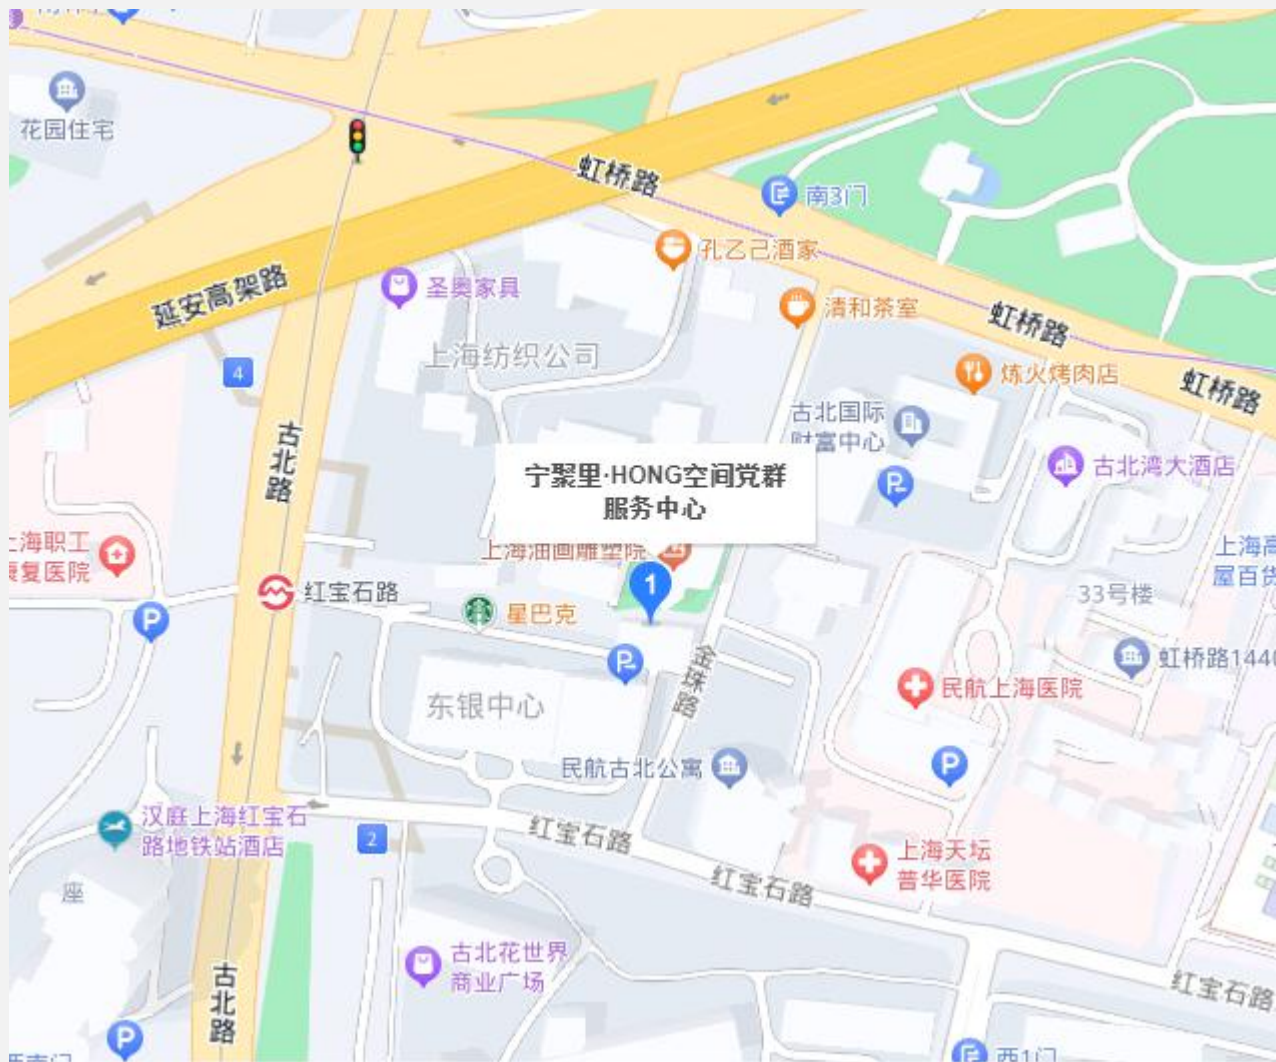 花园住宅
虹桥路
南3门
孔乙己酒家
延安高架路
圣奥家具
清和茶室
虹桥路
上海纺织公司
4
炼火烤肉店
虹桥路
古北国际
财富中心
古北路
古北湾大酒店
宁聚里·HONG空间党群
服务中心
上海油画雕塑院
上海职工
康复医院
上海高
屋百货
1
红宝石路
33号楼
星巴克
P
P
P
虹桥路1440
金珠路
民航上海医院
东银中心
民航古北公寓
P
汉庭上海红宝石
路地铁站酒店
2
红宝石路
上海天坛
普华医院
座
红宝石路
古北花世界
商业广场
古北路
红宝石路
P
西1门